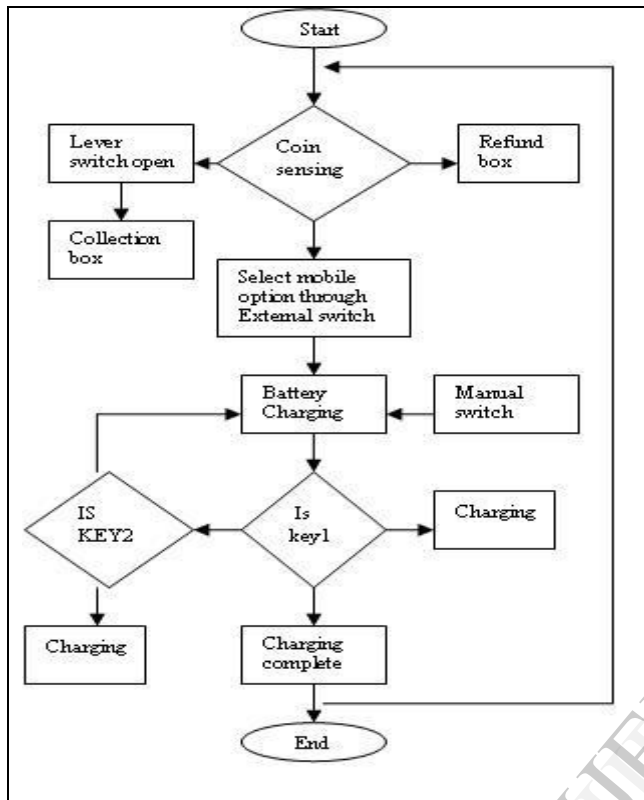 Start
Lever
switch open
Coin
sensing
Refund
box
Collection
box
Select mobile
option through
External switch
Battery
Charging
Manual
switch
IS
KEY2
Is
key1
Charging
Charging
Charging
complete
End